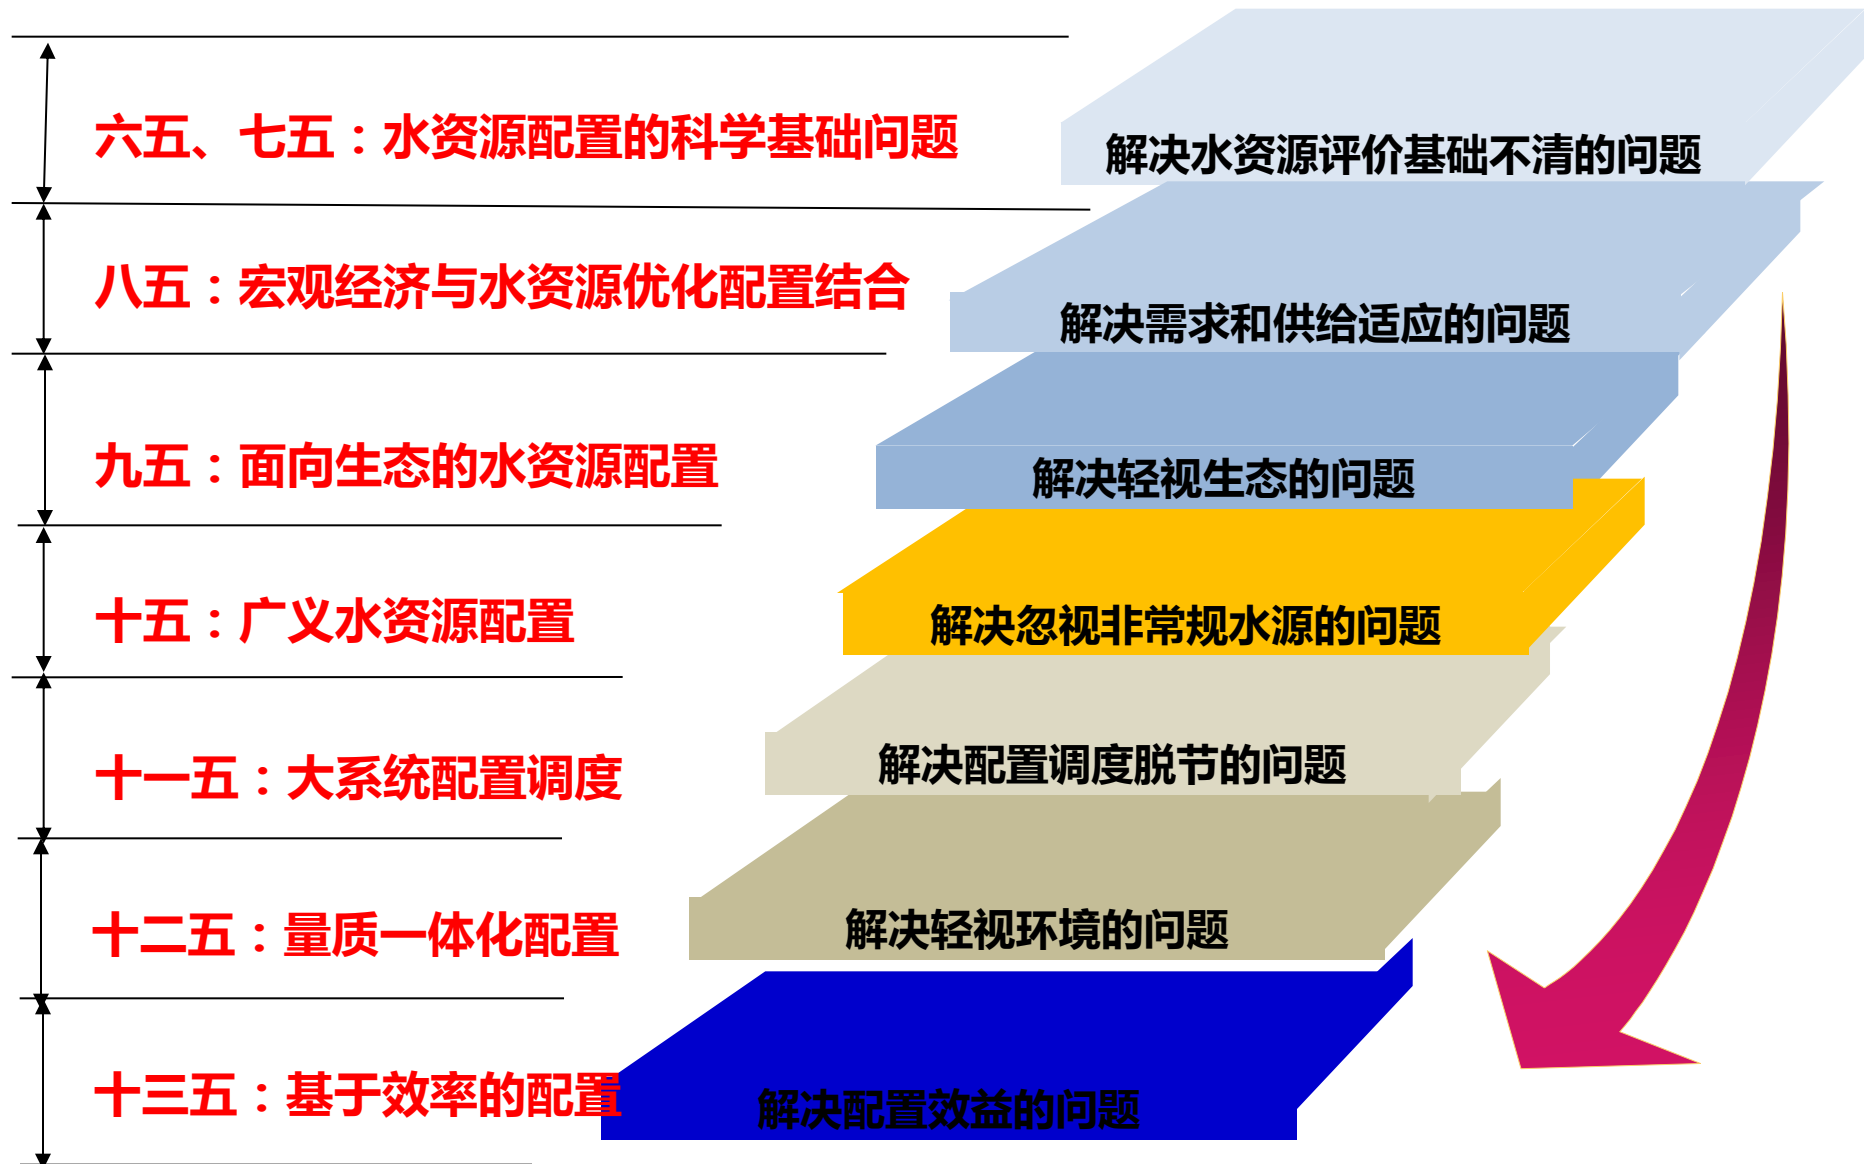 六五、七五：水资源配置的科学基础问题
解决水资源评价基础不清的问题
八五：宏观经济与水资源优化配置结合
解决需求和供给适应的问题
九五：面向生态的水资源配置
解决轻视生态的问题
十五：广义水资源配置
解决忽视非常规水源的问题
十一五：大系统配置调度
解决配置调度脱节的问题
十二五：量质一体化配置
解决轻视环境的问题
十三五：基于效率的配置
解决配置效益的问题